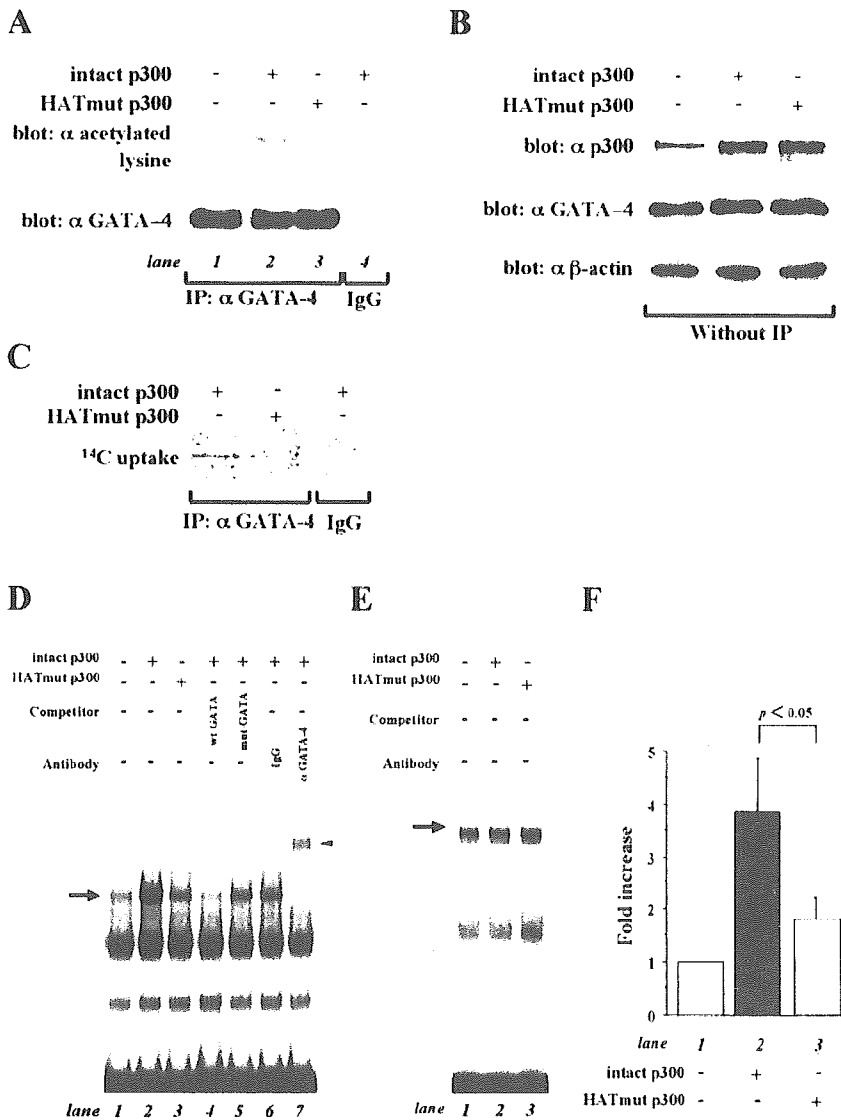 A
intact p300 - + - +
HATmut p300 - - + -
blot: α acetylated
lysine
blot: α GATA-4
lane 1 2 3 4
IP: α GATA-4 IgG
B
intact p300 - + -
HATmut p300 - - +
blot: α p300
blot: α GATA-4
blot: α β-actin
Without IP
C
intact p300 + - +
HATmut p300 - + -
¹⁴C uptake
IP: α GATA-4 IgG
D
intact p300 - + - + + + +
HATmut p300 - - + - - - -
Competitor - - - wt GATA mut GATA - -
Antibody - - - - - IgG α GATA-4
lane 1 2 3 4 5 6 7
E
intact p300 - + -
HATmut p300 - - +
Competitor - - -
Antibody - - -
lane 1 2 3
F
p < 0.05
Fold increase
5
4
3
2
1
0
lane 1 2 3
intact p300 - + -
HATmut p300 - - +